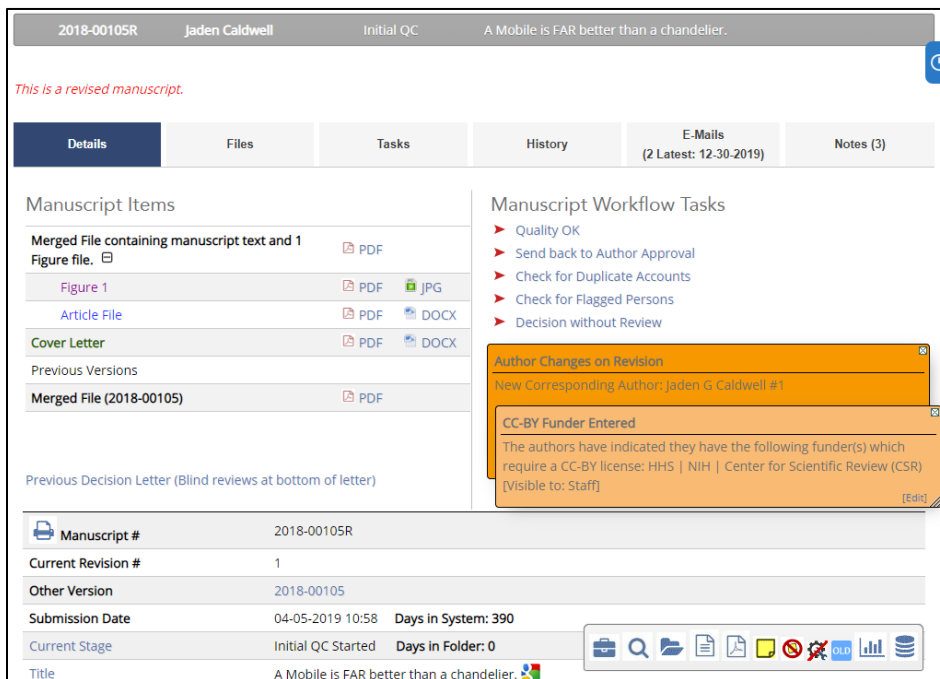 2018-00105R Jaden Caldwell Initial QC A Mobile is FAR better than a chandelier.
This is a revised manuscript.
Details Files Tasks History E-Mails Notes (3)
(2 Latest: 12-30-2019)
Manuscript Items
Merged File containing manuscript text and 1 PDF
Figure file.
Figure 1 PDF JPG
Article File PDF DOCX
Cover Letter PDF DOCX
Previous Versions
Merged File (2018-00105) PDF
Previous Decision Letter (Blind reviews at bottom of letter)
Manuscript Workflow Tasks
Quality OK
Send back to Author Approval
Check for Duplicate Accounts
Check for Flagged Persons
Decision without Review
Author Changes on Revision
New Corresponding Author: Jaden G Caldwell #1
CC-BY Funder Entered
The authors have indicated they have the following funder(s) which
require a CC-BY license: HHS | NIH | Center for Scientific Review (CSR)
[Visible to: Staff]
[Edit]
Manuscript # 2018-00105R
Current Revision # 1
Other Version 2018-00105
Submission Date 04-05-2019 10:58 Days in System: 390
Current Stage Initial QC Started Days in Folder: 0
Title A Mobile is FAR better than a chandelier.
OLD